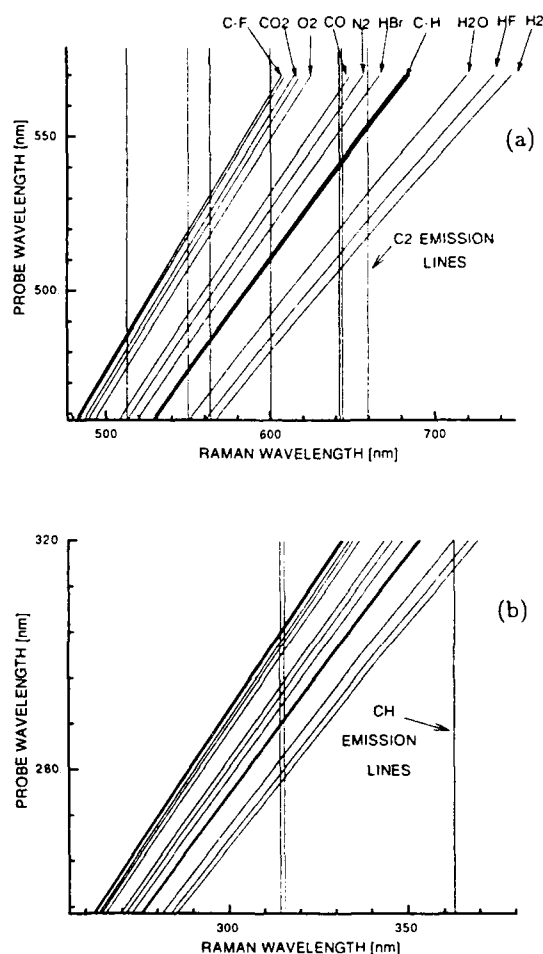 C·F CO2 O2 CO N2 HBr C·H H2O HF H2
550
500
PROBE WAVELENGTH [nm]
(a)
C2 EMISSION
LINES
500 600 700
RAMAN WAVELENGTH [nm]
320
280
PROBE WAVELENGTH [nm]
(b)
CH
EMISSION
LINES
300 350
RAMAN WAVELENGTH [nm]